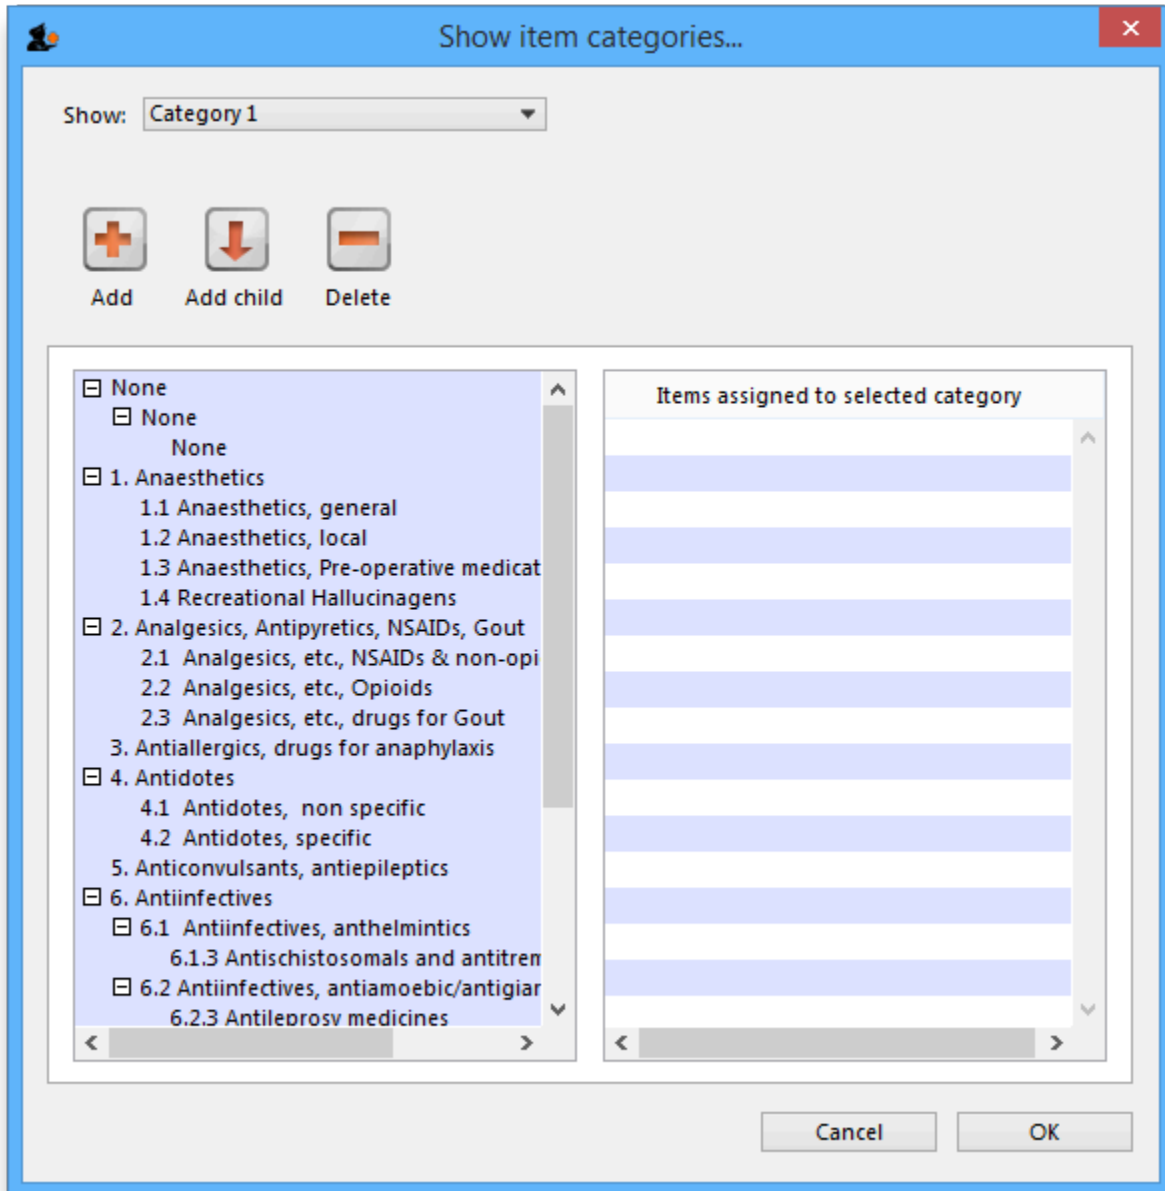 Show item categories...
Show: Category 1
Add Add child Delete
None
None
None
1. Anaesthetics
1.1 Anaesthetics, general
1.2 Anaesthetics, local
1.3 Anaesthetics, Pre-operative medicat
1.4 Recreational Hallucinagens
2. Analgesics, Antipyretics, NSAIDs, Gout
2.1 Analgesics, etc., NSAIDs & non-opi
2.2 Analgesics, etc., Opioids
2.3 Analgesics, etc., drugs for Gout
3. Antiallergics, drugs for anaphylaxis
4. Antidotes
4.1 Antidotes, non specific
4.2 Antidotes, specific
5. Anticonvulsants, antiepileptics
6. Antiinfectives
6.1 Antiinfectives, anthelmintics
6.1.3 Antischistosomals and antitrem
6.2 Antiinfectives, antiamoebic/antigiar
6.2.3 Antileprosy medicines
Items assigned to selected category
Cancel OK